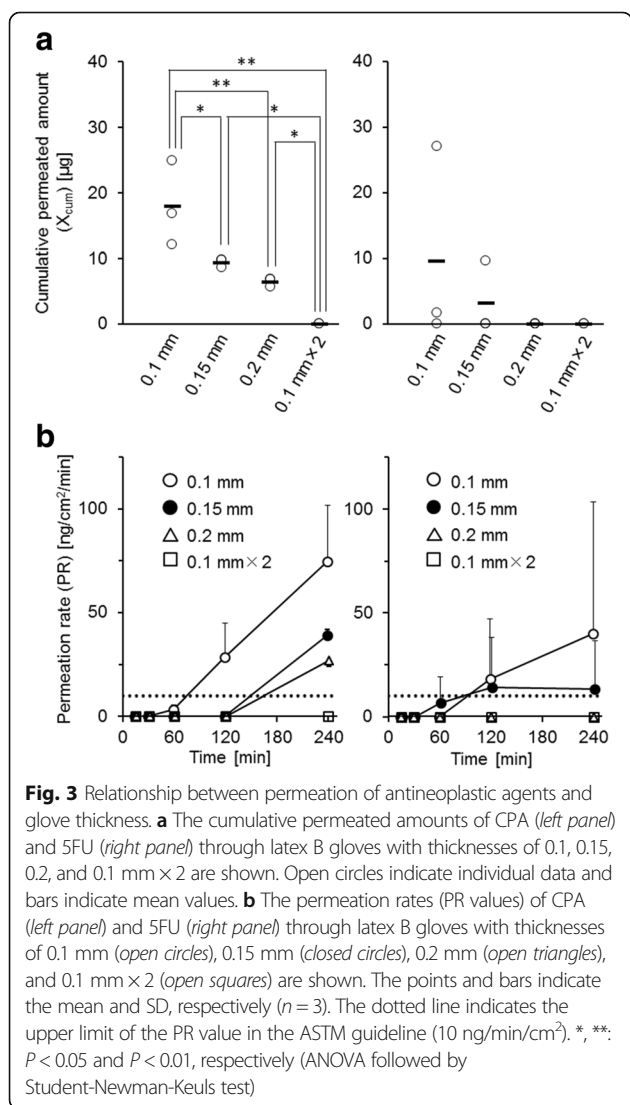 a
Cumulative permeated amount
(Xcum) [µg]
40
30
20
10
0
**
**
*
*
*
0.1 mm
0.15 mm
0.2 mm
0.1 mm×2
40
30
20
10
0
0.1 mm
0.15 mm
0.2 mm
0.1 mm×2
b
Permeation rate (PR) [ng/cm2/min]
100
50
0
0.1 mm
0.15 mm
0.2 mm
0.1 mm×2
0 60 120 180 240
Time [min]
100
50
0
0.1 mm
0.15 mm
0.2 mm
0.1 mm×2
0 60 120 180 240
Time [min]
Fig. 3 Relationship between permeation of antineoplastic agents and
glove thickness. a The cumulative permeated amounts of CPA (left panel)
and 5FU (right panel) through latex B gloves with thicknesses of 0.1, 0.15,
0.2, and 0.1 mm × 2 are shown. Open circles indicate individual data and
bars indicate mean values. b The permeation rates (PR values) of CPA
(left panel) and 5FU (right panel) through latex B gloves with thicknesses
of 0.1 mm (open circles), 0.15 mm (closed circles), 0.2 mm (open triangles),
and 0.1 mm × 2 (open squares) are shown. The points and bars indicate
the mean and SD, respectively (n = 3). The dotted line indicates the
upper limit of the PR value in the ASTM guideline (10 ng/min/cm2). *, **:
P < 0.05 and P < 0.01, respectively (ANOVA followed by
Student-Newman-Keuls test)